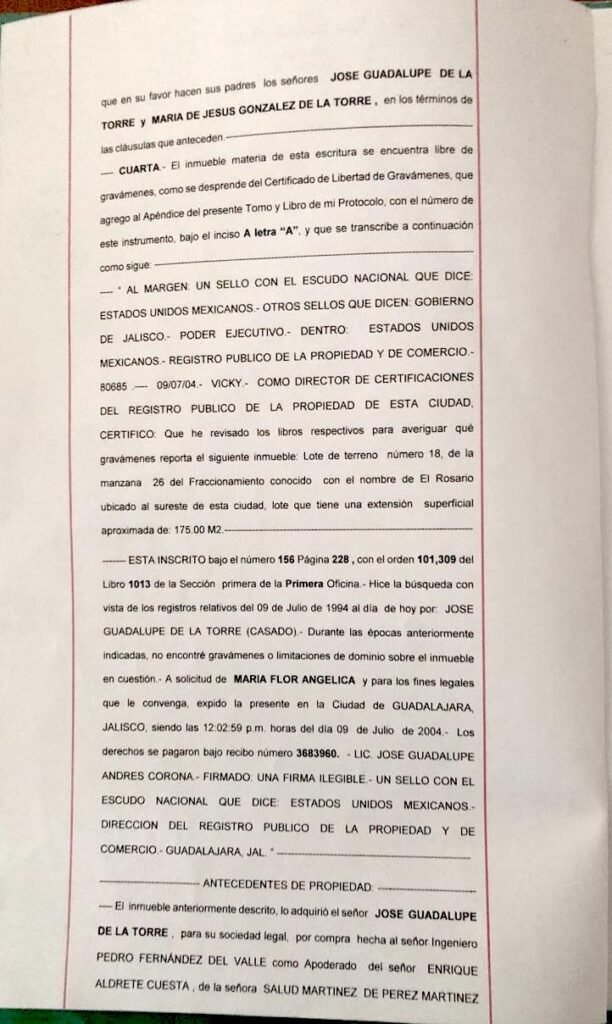 que en su favor hacen sus padres los señores JOSE GUADALUPE DE LA
TORRE y MARIA DE JESUS GONZALEZ DE LA TORRE , en los términos de
las cláusulas que anteceden.------------------------------------------------
---- CUARTA.- El inmueble materia de esta escritura se encuentra libre de
gravámenes, como se desprende del Certificado de Libertad de Gravámenes, que
agrego al Apéndice del presente Tomo y Libro de mi Protocolo, con el número de
este instrumento, bajo el inciso A letra “A”, y que se transcribe a continuación
como sigue: ------------------------------------------------------------
---- “ AL MARGEN: UN SELLO CON EL ESCUDO NACIONAL QUE DICE:
ESTADOS UNIDOS MEXICANOS.- OTROS SELLOS QUE DICEN: GOBIERNO
DE JALISCO.- PODER EJECUTIVO.- DENTRO: ESTADOS UNIDOS
MEXICANOS.- REGISTRO PUBLICO DE LA PROPIEDAD Y DE COMERCIO.-
80685 .---- 09/07/04.- VICKY.- COMO DIRECTOR DE CERTIFICACIONES
DEL REGISTRO PUBLICO DE LA PROPIEDAD DE ESTA CIUDAD,
CERTIFICO: Que he revisado los libros respectivos para averiguar qué
gravámenes reporta el siguiente inmueble: Lote de terreno número 18, de la
manzana 26 del Fraccionamiento conocido con el nombre de El Rosario
ubicado al sureste de esta ciudad, lote que tiene una extensión superficial
aproximada de: 175.00 M2.------------------------------------------------
------ ESTA INSCRITO bajo el número 156 Página 228 , con el orden 101,309 del
Libro 1013 de la Sección primera de la Primera Oficina.- Hice la búsqueda con
vista de los registros relativos del 09 de Julio de 1994 al día de hoy por: JOSE
GUADALUPE DE LA TORRE (CASADO).- Durante las épocas anteriormente
indicadas, no encontré gravámenes o limitaciones de dominio sobre el inmueble
en cuestión.- A solicitud de MARIA FLOR ANGELICA y para los fines legales
que le convenga, expido la presente en la Ciudad de GUADALAJARA,
JALISCO, siendo las 12:02:59 p.m. horas del día 09 de Julio de 2004.- Los
derechos se pagaron bajo recibo número 3683960. - LIC. JOSE GUADALUPE
ANDRES CORONA.- FIRMADO: UNA FIRMA ILEGIBLE.- UN SELLO CON EL
ESCUDO NACIONAL QUE DICE: ESTADOS UNIDOS MEXICANOS.-
DIRECCION DEL REGISTRO PUBLICO DE LA PROPIEDAD Y DE
COMERCIO.- GUADALAJARA, JAL. “ ------------------------------------
-------------------- ANTECEDENTES DE PROPIEDAD: --------------------
---- El inmueble anteriormente descrito, lo adquirió el señor JOSE GUADALUPE
DE LA TORRE , para su sociedad legal, por compra hecha al señor Ingeniero
PEDRO FERNÁNDEZ DEL VALLE como Apoderado del señor ENRIQUE
ALDRETE CUESTA , de la señora SALUD MARTINEZ DE PEREZ MARTINEZ